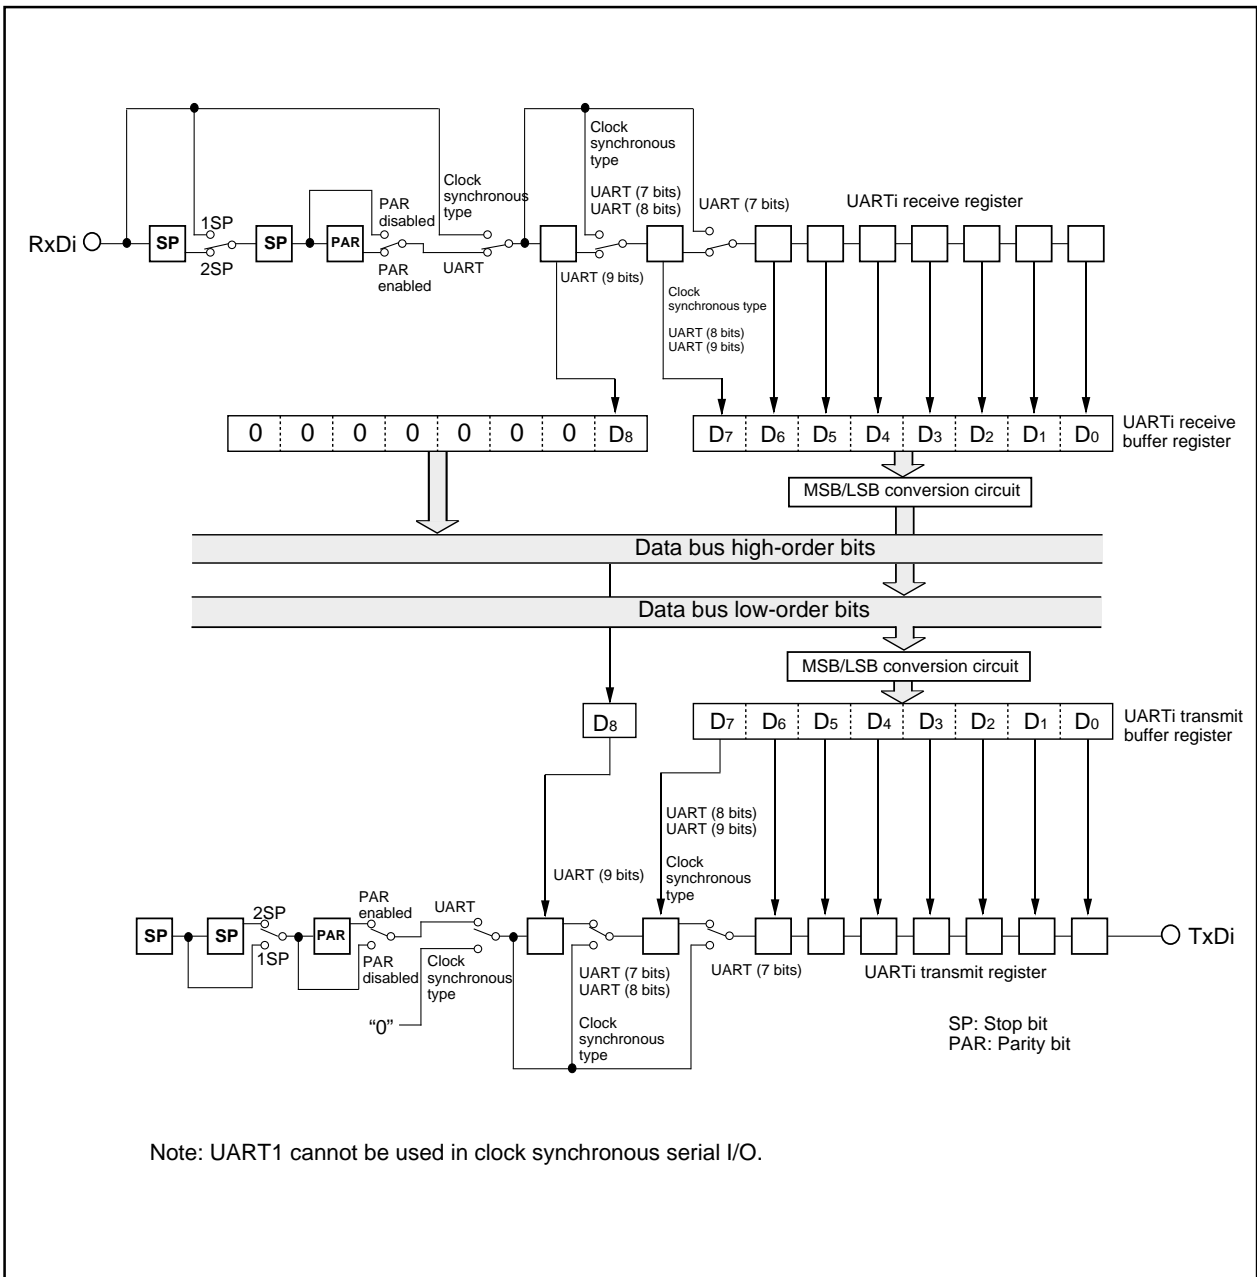 Clock
synchronous
type
Clock
synchronous
type
UART (7 bits)
UART (8 bits)
UART (7 bits)
UARTi receive register
PAR
disabled
1SP
RxDi
SP
SP
PAR
2SP
PAR
enabled
UART
UART (9 bits)
Clock
synchronous type
UART (8 bits)
UART (9 bits)
0 0 0 0 0 0 0 D8
D7 D6 D5 D4 D3 D2 D1 D0
UARTi receive
buffer register
MSB/LSB conversion circuit
Data bus high-order bits
Data bus low-order bits
MSB/LSB conversion circuit
D8
D7 D6 D5 D4 D3 D2 D1 D0
UARTi transmit
buffer register
UART (8 bits)
UART (9 bits)
Clock
synchronous
type
UART (9 bits)
PAR
enabled
UART
2SP
SP
SP
PAR
TxDi
1SP
PAR
disabled
Clock
synchronous
type
"0"
UART (7 bits)
UART (8 bits)
UART (7 bits)
Clock
synchronous
type
UARTi transmit register
SP: Stop bit
PAR: Parity bit
Note: UART1 cannot be used in clock synchronous serial I/O.